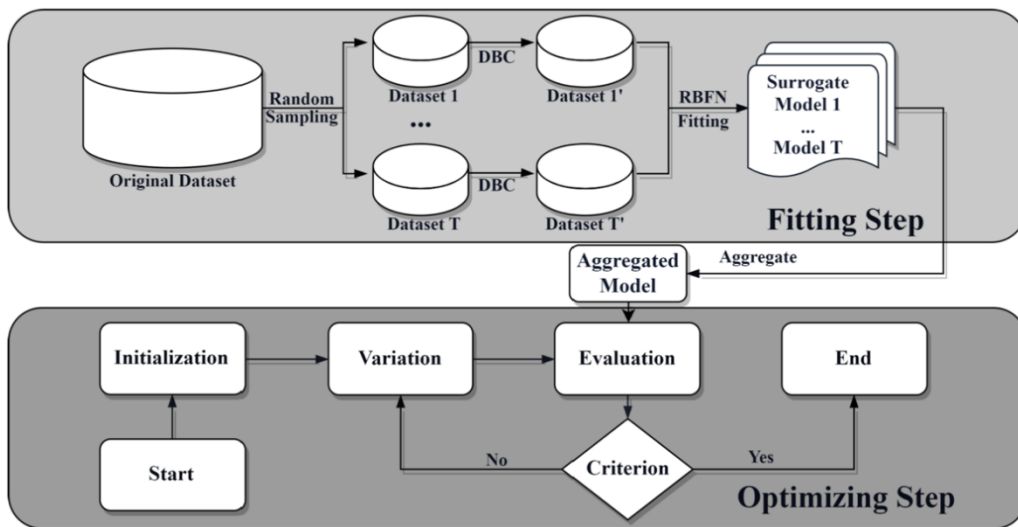 Original Dataset
Random
Sampling
Dataset 1
...
Dataset T
DBC
DBC
Dataset 1'
Dataset T'
RBFN
Fitting
Surrogate
Model 1
...
Model T
Fitting Step
Aggregate
Aggregated
Model
Initialization
Variation
Evaluation
End
Start
No
Criterion
Yes
Optimizing Step